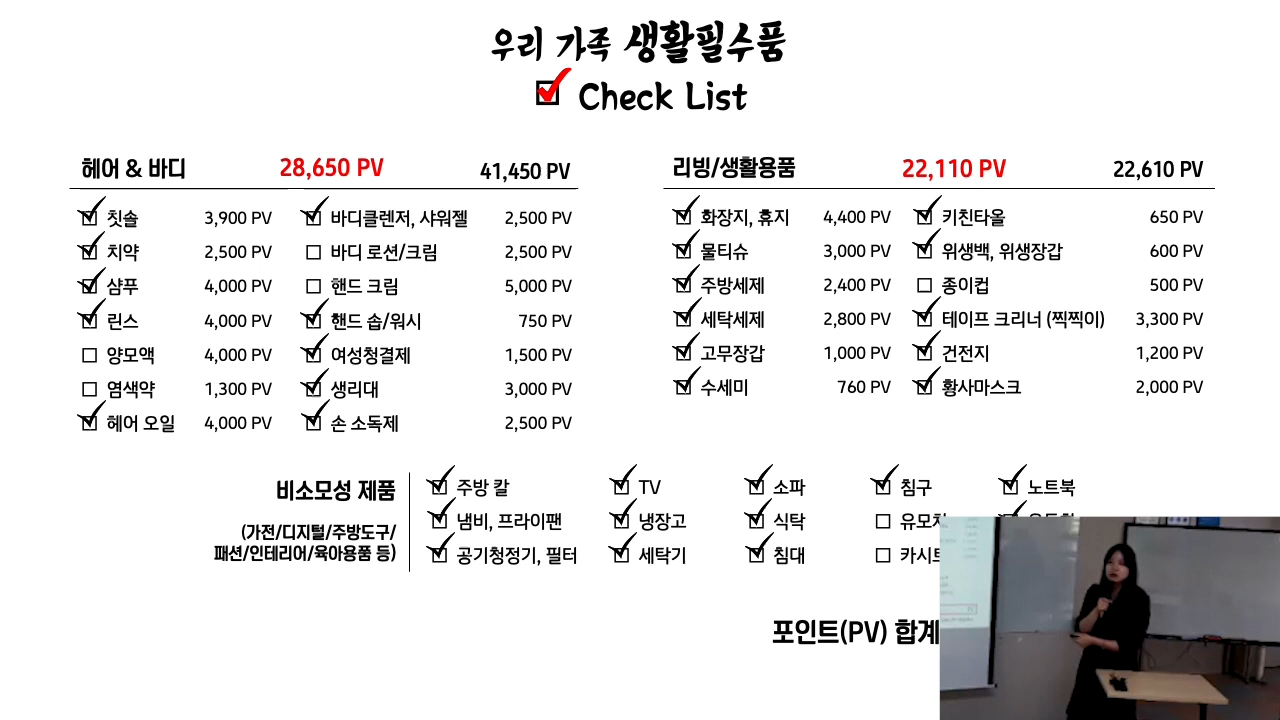 우리 가족 생활필수품
Check List
헤어 & 바디 28,650 PV 41,450 PV
칫솔 3,900 PV 바디클렌저, 샤워젤 2,500 PV
치약 2,500 PV 바디 로션/크림 2,500 PV
샴푸 4,000 PV 핸드 크림 5,000 PV
린스 4,000 PV 핸드 솝/워시 750 PV
양모액 4,000 PV 여성청결제 1,500 PV
염색약 1,300 PV 생리대 3,000 PV
헤어 오일 4,000 PV 손 소독제 2,500 PV
리빙/생활용품 22,110 PV 22,610 PV
화장지, 휴지 4,400 PV 키친타올 650 PV
물티슈 3,000 PV 위생백, 위생장갑 600 PV
주방세제 2,400 PV 종이컵 500 PV
세탁세제 2,800 PV 테이프 크리너 (찍찍이) 3,300 PV
고무장갑 1,000 PV 건전지 1,200 PV
수세미 760 PV 황사마스크 2,000 PV
비소모성 제품
(가전/디지털/주방도구/
패션/인테리어/육아용품 등)
주방 칼 TV 소파 침구 노트북
냄비, 프라이팬 냉장고 식탁
공기청정기, 필터 세탁기 침대
포인트(PV) 합계